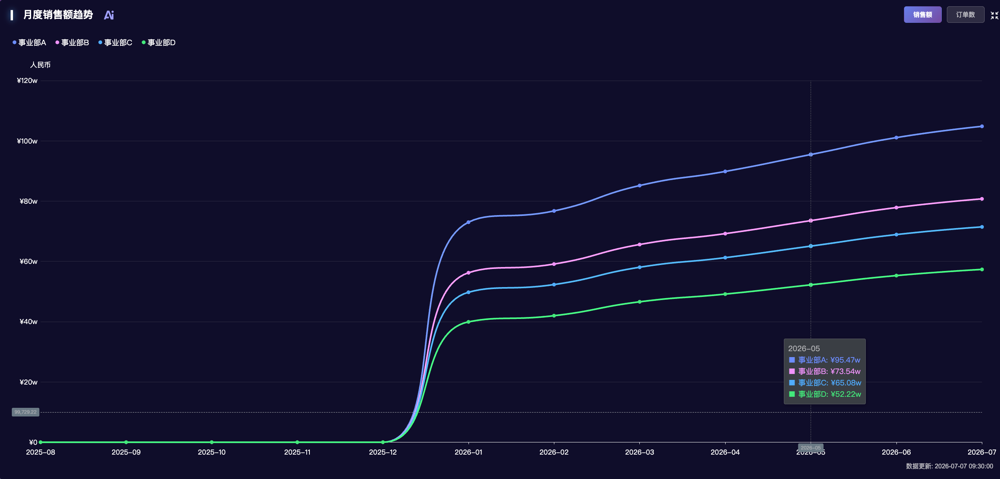 月度销售额趋势 Ai
销售额 订单数
事业部A 事业部B 事业部C 事业部D
人民币
¥120w
¥100w
¥80w
¥60w
¥40w
¥20w
99,729.22
¥0
2026-05
事业部A: ¥95.47w
事业部B: ¥73.54w
事业部C: ¥65.08w
事业部D: ¥52.22w
2026-05
2025-08 2025-09 2025-10 2025-11 2025-12 2026-01 2026-02 2026-03 2026-04 2026-05 2026-06 2026-07
数据更新: 2026-07-07 09:30:00